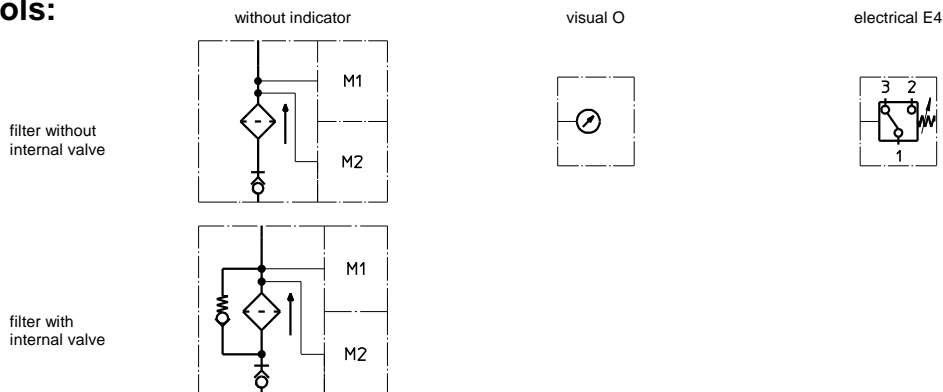 ols:
without indicator
visual O
electrical E4
filter without
internal valve
M1
M2
3 2
1
filter with
internal valve
M1
M2